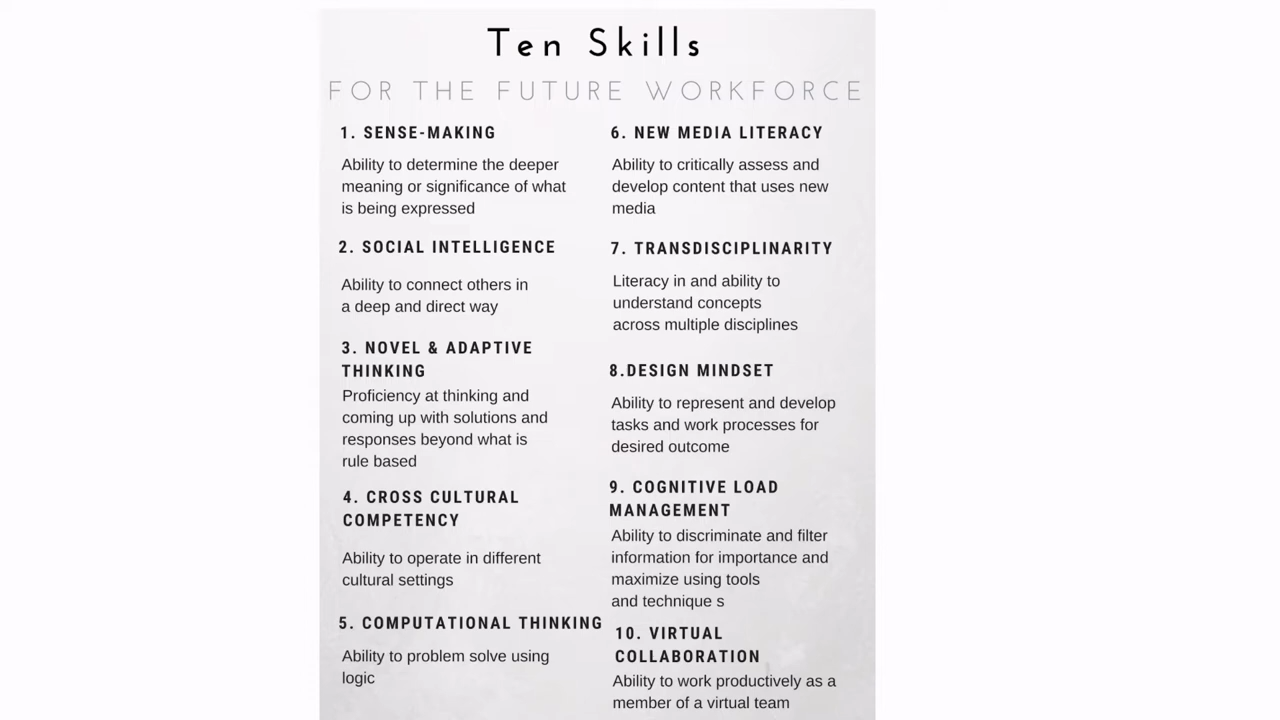 Ten Skills
FOR THE FUTURE WORKFORCE
1. SENSE-MAKING
Ability to determine the deeper
meaning or significance of what
is being expressed
2. SOCIAL INTELLIGENCE
Ability to connect others in
a deep and direct way
3. NOVEL & ADAPTIVE
THINKING
Proficiency at thinking and
coming up with solutions and
responses beyond what is
rule based
4. CROSS CULTURAL
COMPETENCY
Ability to operate in different
cultural settings
5. COMPUTATIONAL THINKING
Ability to problem solve using
logic
6. NEW MEDIA LITERACY
Ability to critically assess and
develop content that uses new
media
7. TRANSDISCIPLINARITY
Literacy in and ability to
understand concepts
across multiple disciplines
8.DESIGN MINDSET
Ability to represent and develop
tasks and work processes for
desired outcome
9. COGNITIVE LOAD
MANAGEMENT
Ability to discriminate and filter
information for importance and
maximize using tools
and technique s
10. VIRTUAL
COLLABORATION
Ability to work productively as a
member of a virtual team